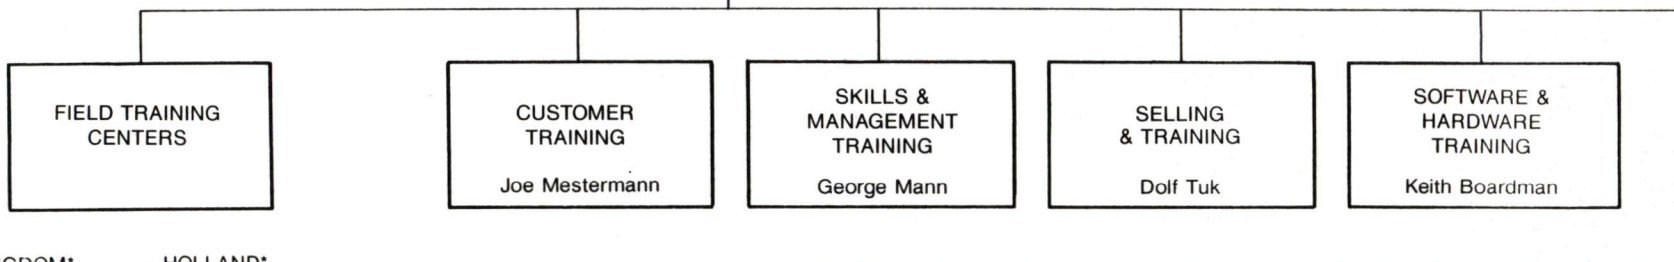 FIELD TRAINING
CENTERS
CUSTOMER
TRAINING
Joe Mestermann
SKILLS &
MANAGEMENT
TRAINING
George Mann
SELLING
& TRAINING
Dolf Tuk
SOFTWARE &
HARDWARE
TRAINING
Keith Boardman
HOLLAND*